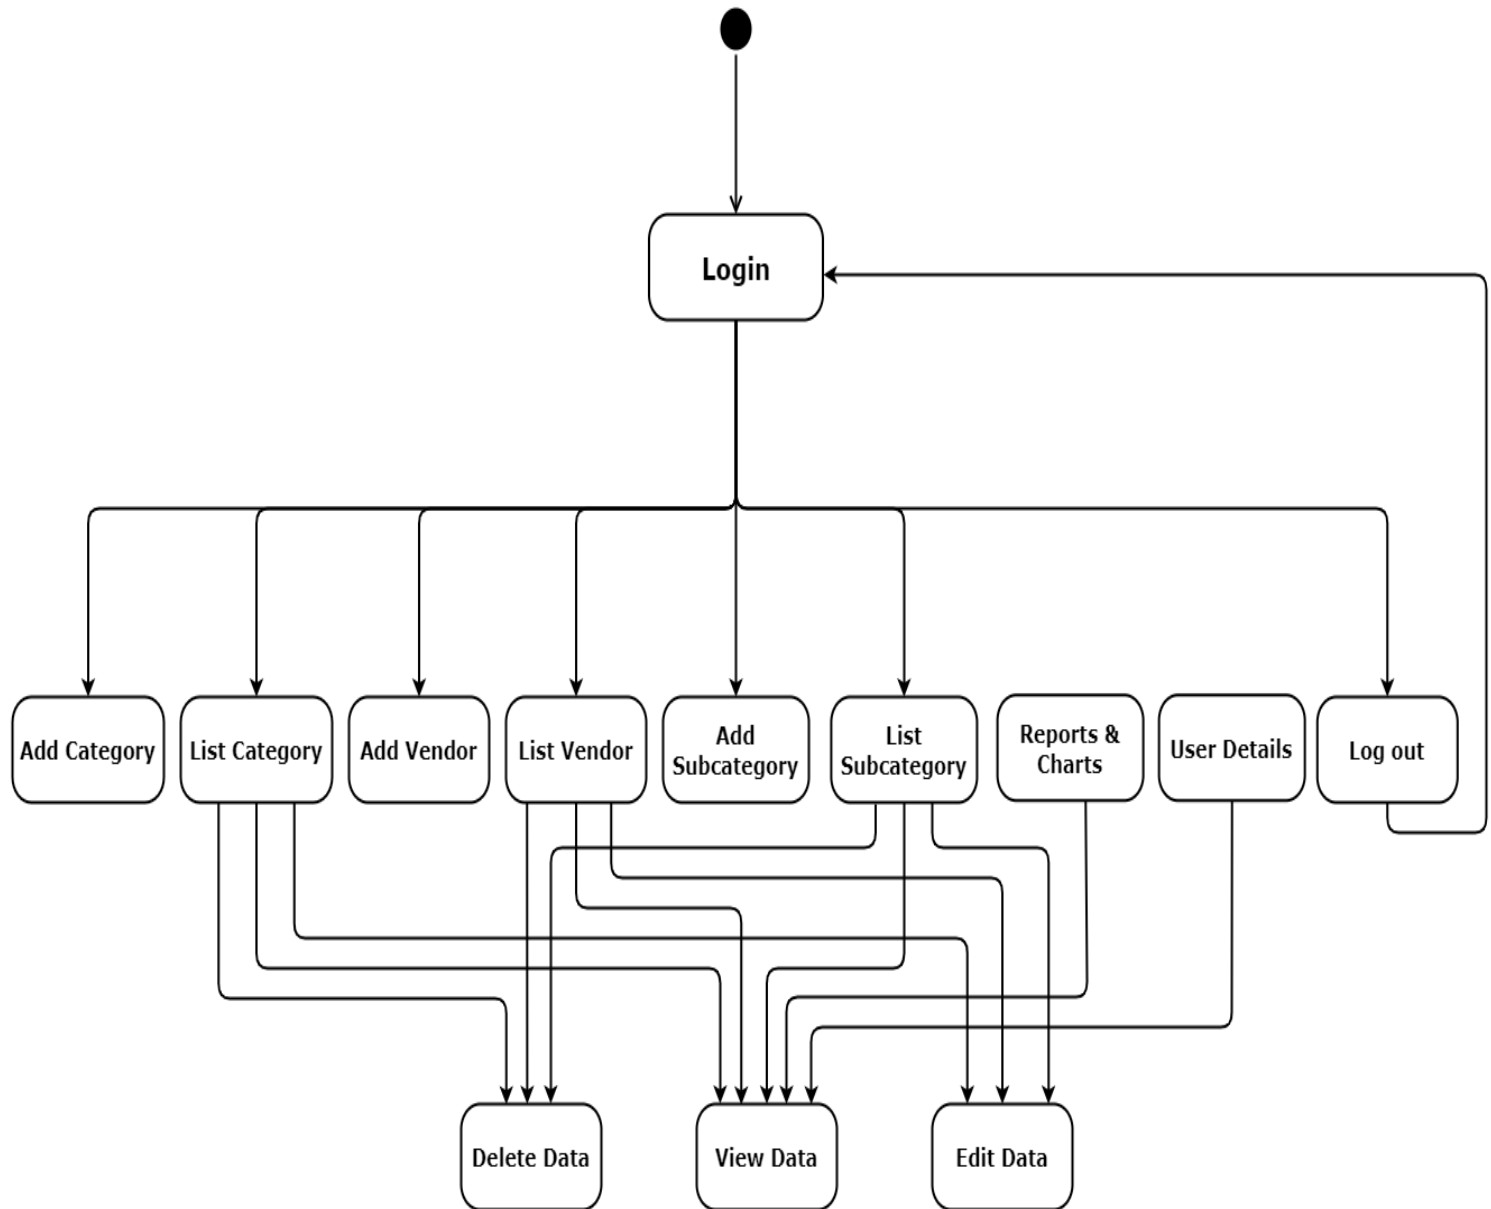 Login
Add Category
List Category
Add Vendor
List Vendor
Add
Subcategory
List
Subcategory
Reports &
Charts
User Details
Log out
Delete Data
View Data
Edit Data